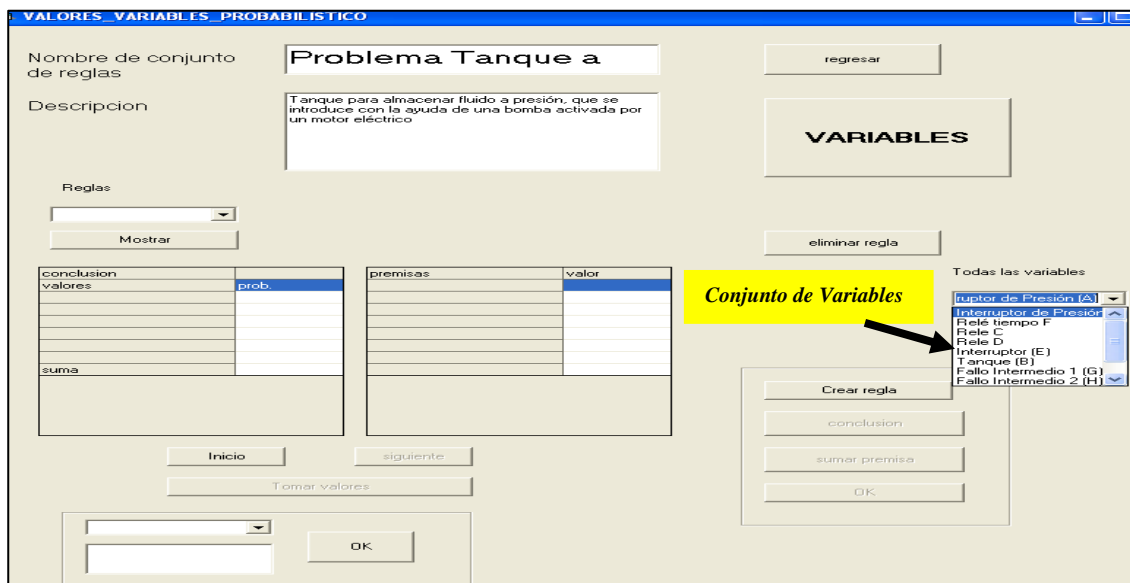 VALORES_VARIABLES_PROBABILISTICO
Nombre de conjunto
de reglas
Problema Tanque a
regresar
Descripcion
Tanque para almacenar fluido a presión, que se
introduce con la ayuda de una bomba activada por
un motor eléctrico
VARIABLES
Reglas
Mostrar
eliminar regla
conclusion
valores prob.
suma
premisas valor
Conjunto de Variables
Todas las variables
ruptor de Presión (A)
Interruptor de Presión
Relé tiempo F
Rele C
Rele D
Interruptor (E)
Tanque (B)
Fallo Intermedio 1 (G)
Fallo Intermedio 2 (H)
Crear regla
conclusion
sumar premisa
OK
Inicio
siguiente
Tomar valores
OK